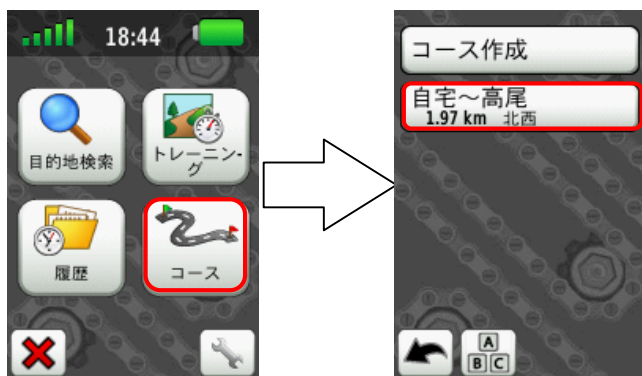 18:44
目的地検索
トレーニン・
グ
履歴
コース
コース作成
自宅～高尾
1.97 km 北西
A
B C